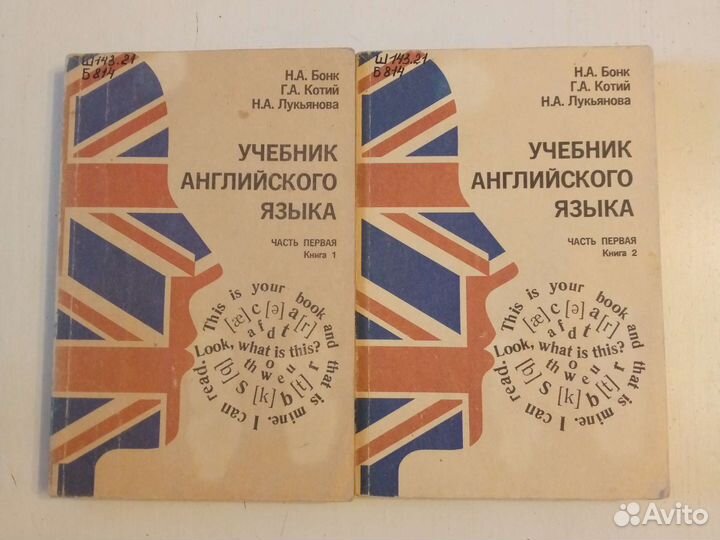 Ш143.21
Б814
Н.А. Бонк
Г.А. Котий
Н.А. Лукьянова
УЧЕБНИК
АНГЛИЙСКОГО
ЯЗЫКА
ЧАСТЬ ПЕРВАЯ
Книга 1
This is your book and that is mine. I can read.
[æ] c [ə] a [r]
a f d t
Look, what is this?
th o w e u r
[b] s [k] b [t]
Ш143.21
Б814
Н.А. Бонк
Г.А. Котий
Н.А. Лукьянова
УЧЕБНИК
АНГЛИЙСКОГО
ЯЗЫКА
ЧАСТЬ ПЕРВАЯ
Книга 2
This is your book and that is mine. I can read.
[æ] c [ə] a [r]
a f d t
Look, what is this?
th o w e u r
[b] s [k] b [t]
Avito